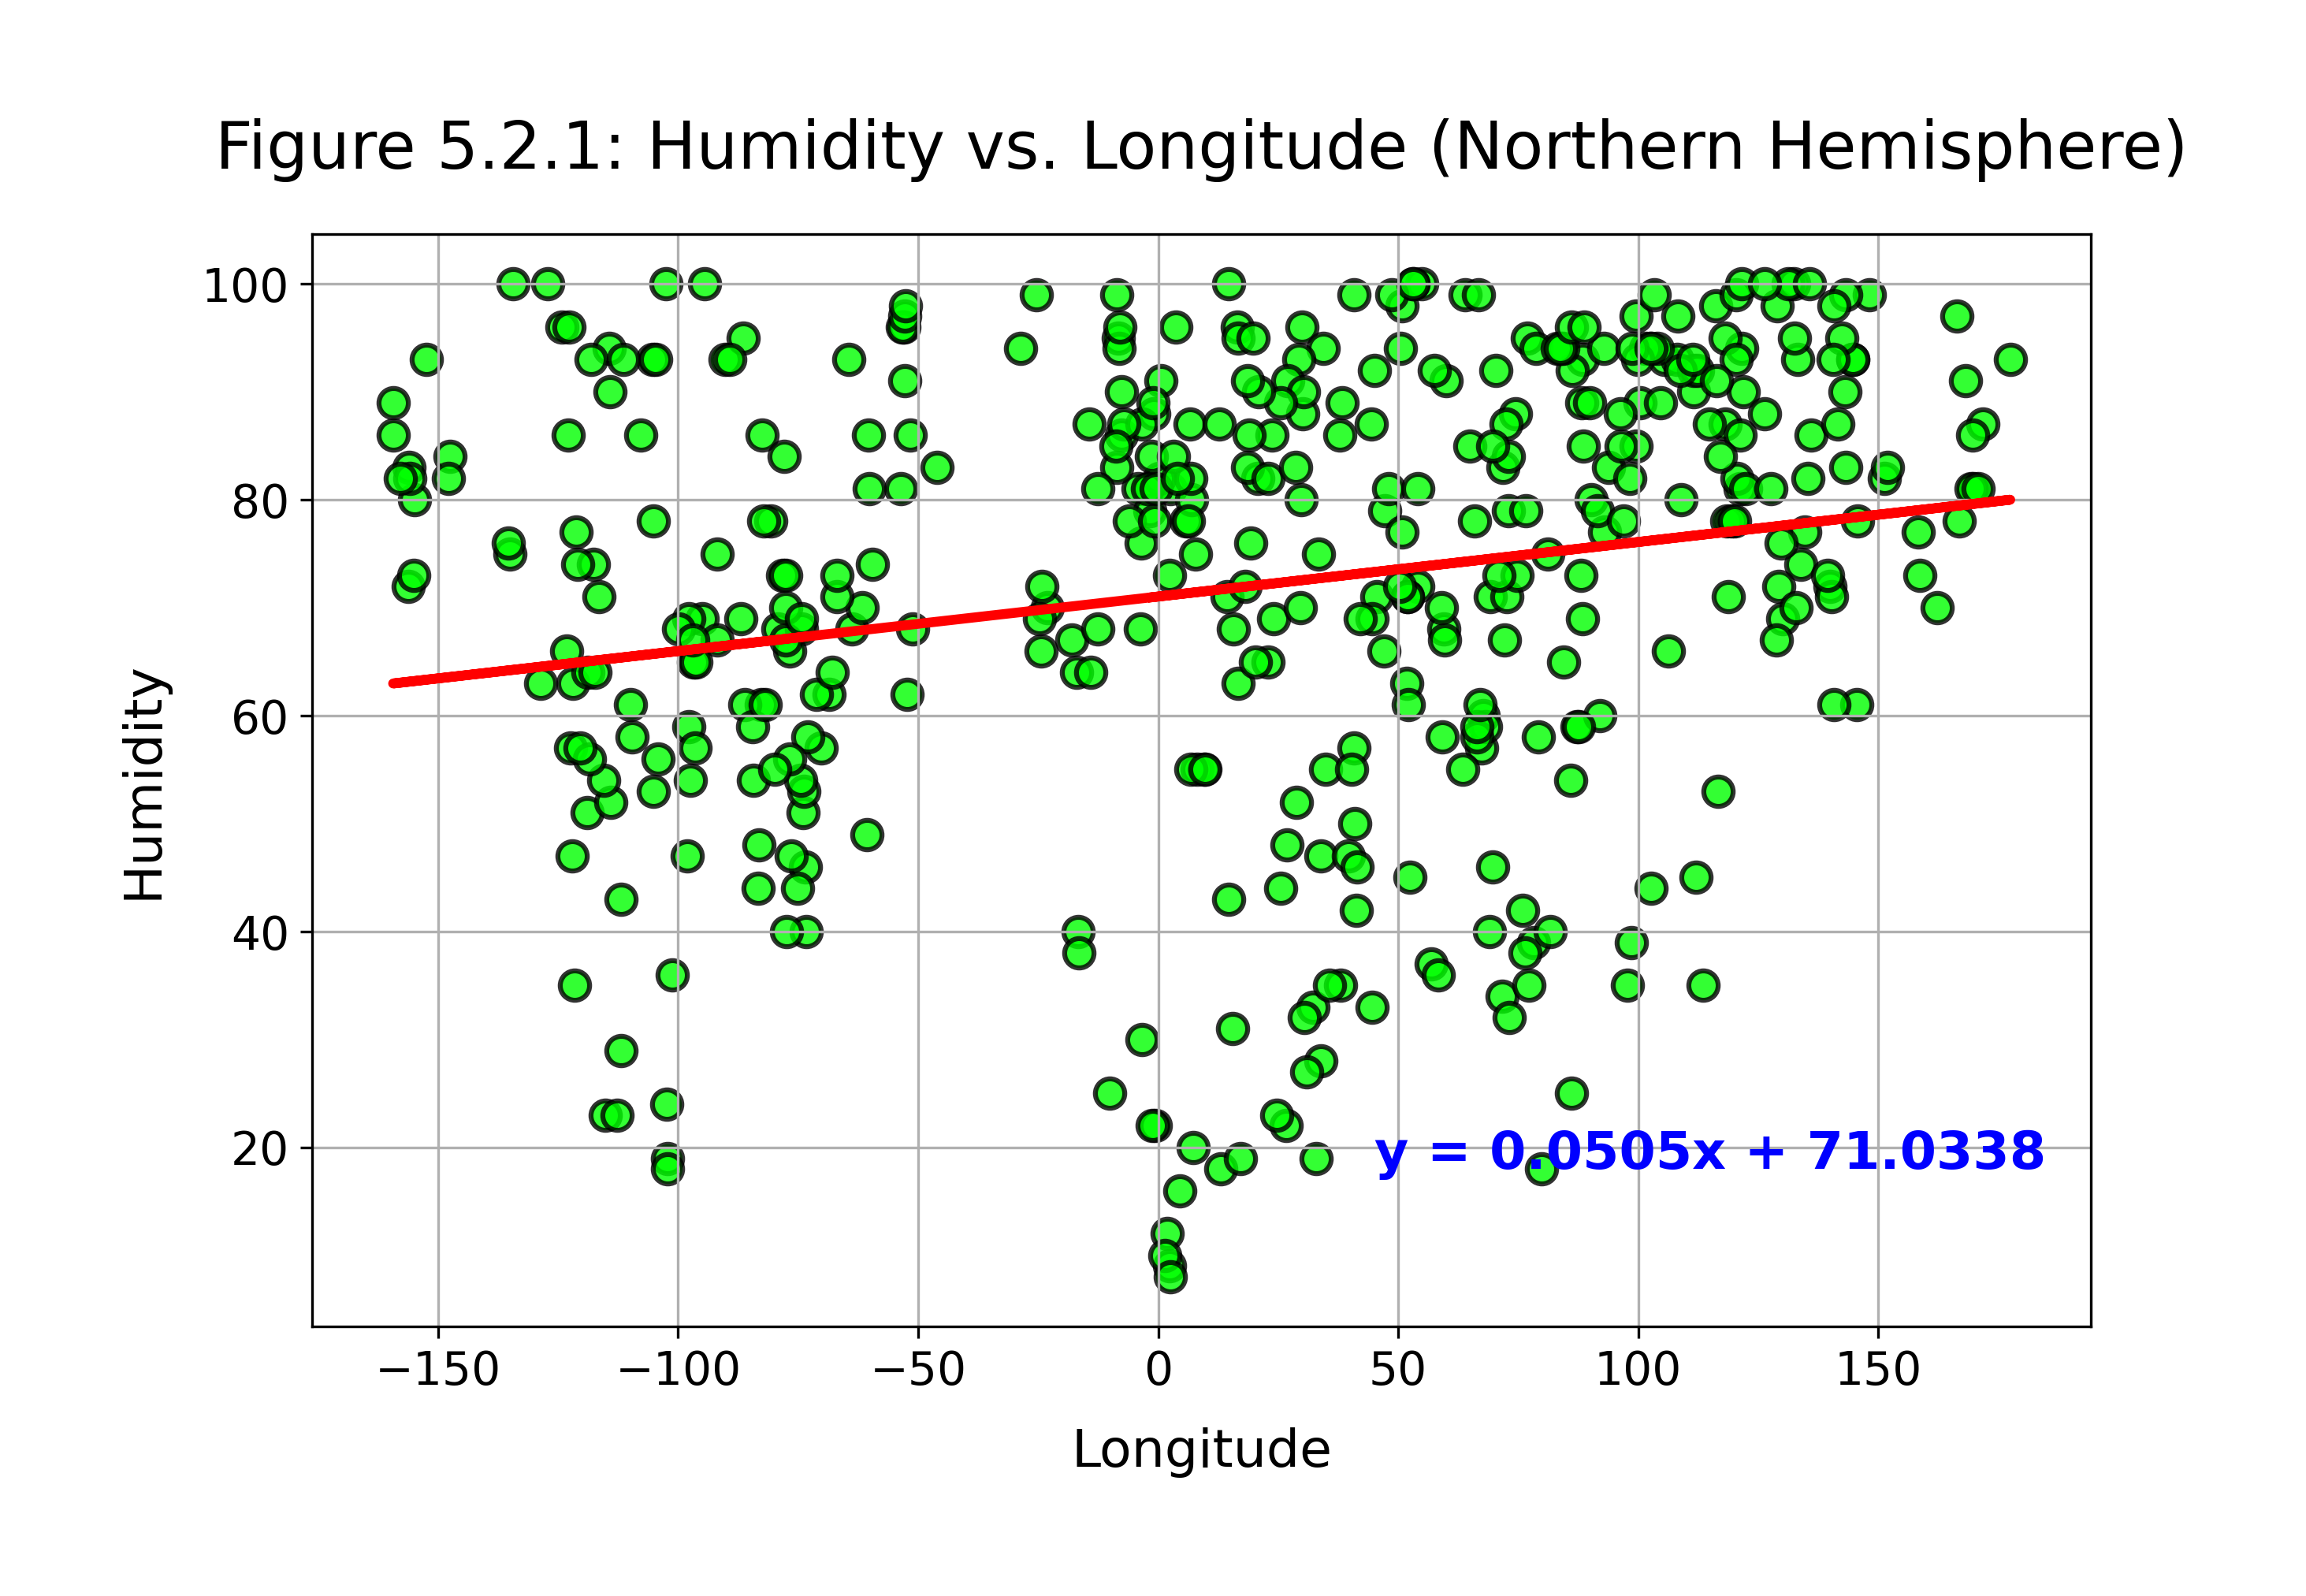 Figure 5.2.1: Humidity vs. Longitude (Northern Hemisphere)
100
80
60
40
20
Humidity
y = 0.0505x + 71.0338
−150 −100 −50 0 50 100 150
Longitude